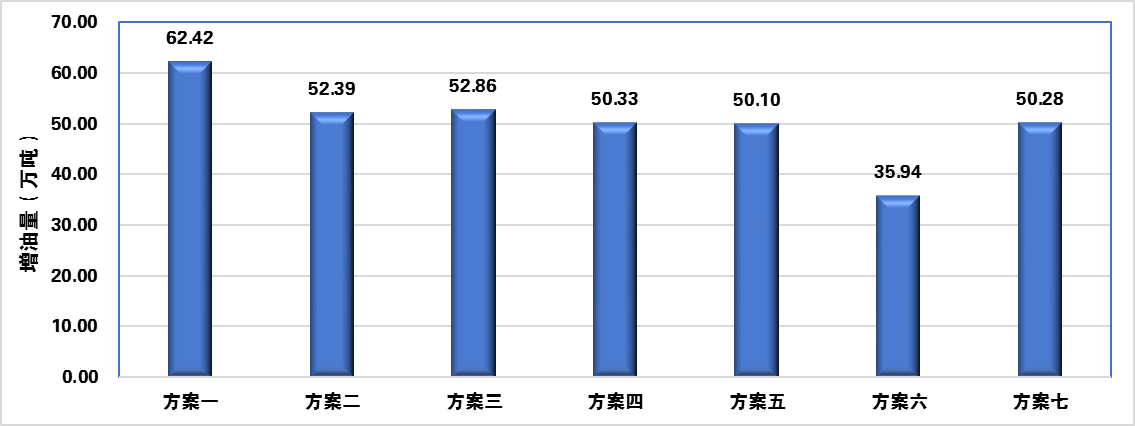 70.00
60.00
50.00
40.00
30.00
20.00
10.00
0.00
增油量（万吨）
62.42
52.39
52.86
50.33
50.10
35.94
50.28
方案一
方案二
方案三
方案四
方案五
方案六
方案七